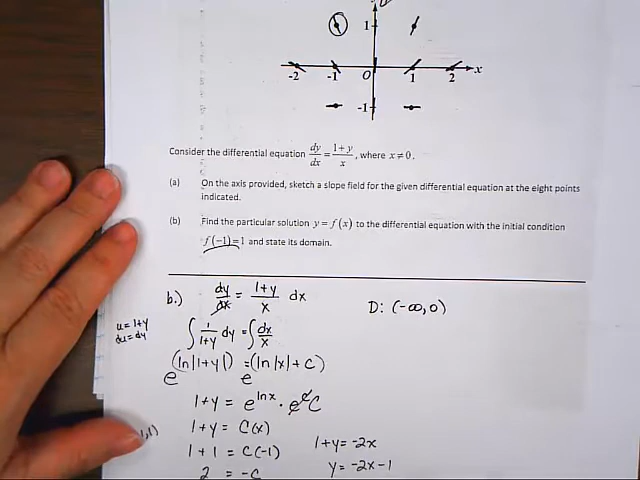 y
1
-2 -1 O 1 2 x
-1
Consider the differential equation dy/dx = 1+y/x, where x≠0.
(a) On the axis provided, sketch a slope field for the given differential equation at the eight points
indicated.
(b) Find the particular solution y = f(x) to the differential equation with the initial condition
f(-1) = 1 and state its domain.
b.) dy/dx = 1+y/x dx
D: (-∞, 0)
u = 1+y
du = dy
∫ 1/1+y dy = ∫ dx/x
e^(ln|1+y|) = e^(ln|x| + C)
1+y = e^lnx · e^C C
1+y = C(x)
1+1 = C(-1)
1+y = -2x
2 = -C
y = -2x-1